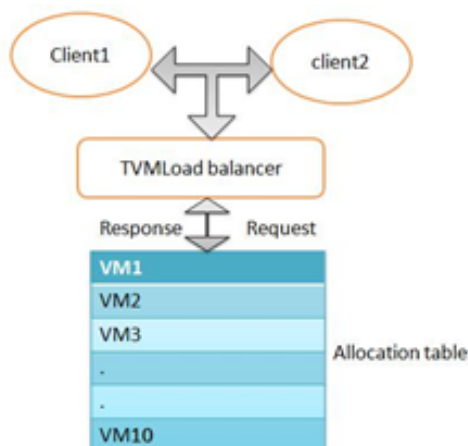 Client1
client2
TVMLoad balancer
Response
Request
VM1
VM2
VM3
.
.
VM10
Allocation table